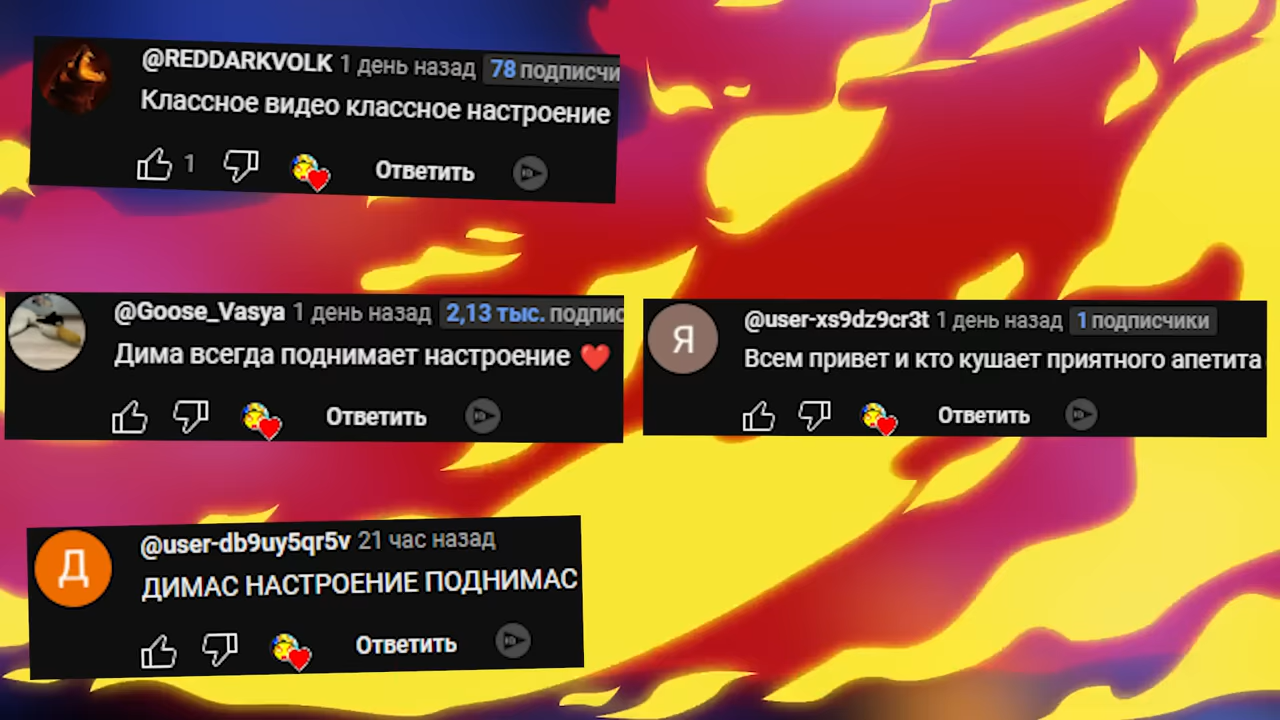 @REDDARKVOLK 1 день назад 78 подписчи
Классное видео классное настроение
1 Ответить
@Goose_Vasya 1 день назад 2,13 тыс. подпис
Дима всегда поднимает настроение ❤️
Ответить
@user-xs9dz9cr3t 1 день назад 1 подписчики
Я
Всем привет и кто кушает приятного апетита
Ответить
@user-db9uy5qr5v 21 час назад
Д
ДИМАС НАСТРОЕНИЕ ПОДНИМАС
Ответить